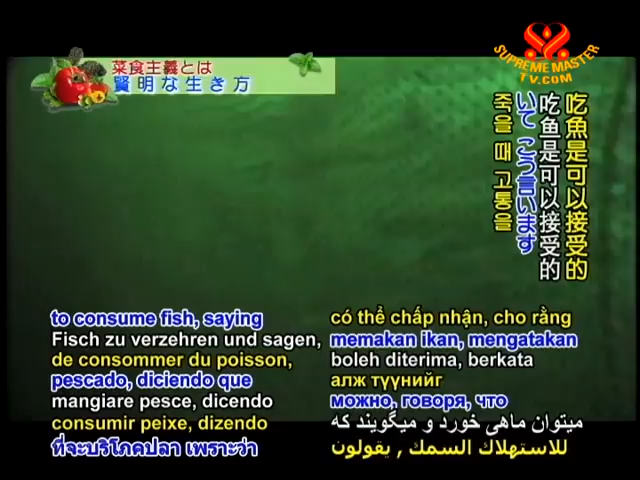 菜食主義とは
賢明な生き方
SUPREME MASTER
TV.COM
吃魚是可以接受的
吃鱼是可以接受的
いて こう言います
죽을 때 고통을
to consume fish, saying
Fisch zu verzehren und sagen,
de consommer du poisson,
pescado, diciendo que
mangiare pesce, dicendo
consumir peixe, dizendo
ที่จะบริโภคปลา เพราะว่า
có thể chấp nhận, cho rằng
memakan ikan, mengatakan
boleh diterima, berkata
алж түүнийг
можно, говоря, что
میتوان ماهی خورد و میگویند که
للاستهلاك السمك , يقولون